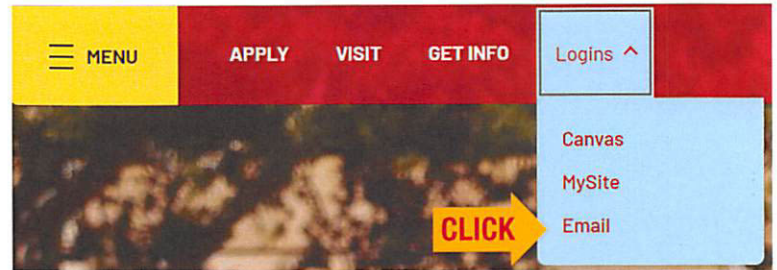 MENU APPLY VISIT GET INFO Logins
Canvas
MySite
CLICK Email